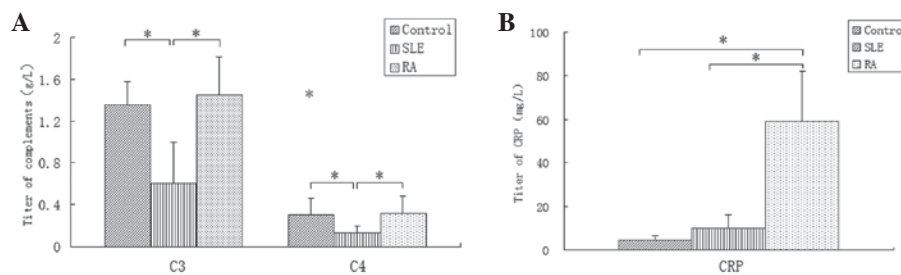 A
Titer of complements (g/L)
2
1.6
1.2
0.8
0.4
0
* *
*
* *
C3 C4
Control
SLE
RA
B
Titer of CRP (mg/L)
100
80
60
40
20
0
*
*
CRP
Control
SLE
RA